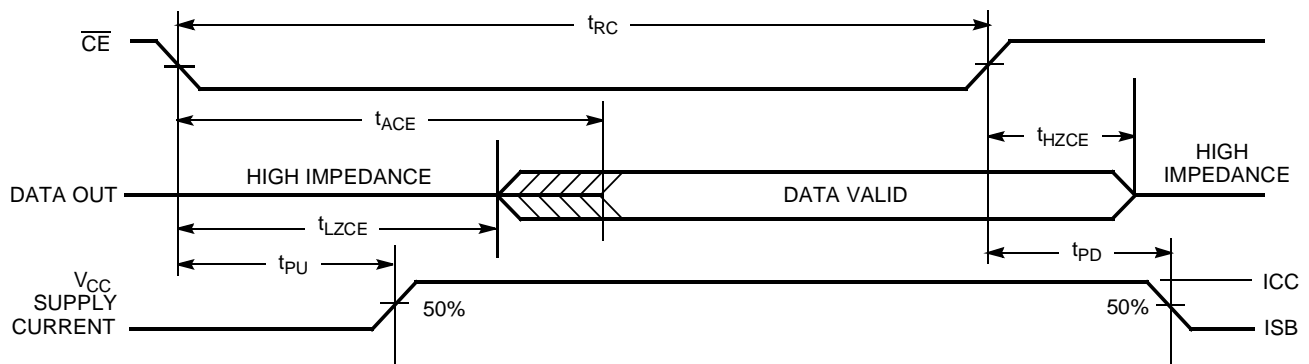 tRC
CE
tACE
tHZCE
HIGH IMPEDANCE
HIGH
IMPEDANCE
DATA OUT
DATA VALID
tLZCE
tPU
tPD
VCC
SUPPLY
CURRENT
50%
50%
ICC
ISB